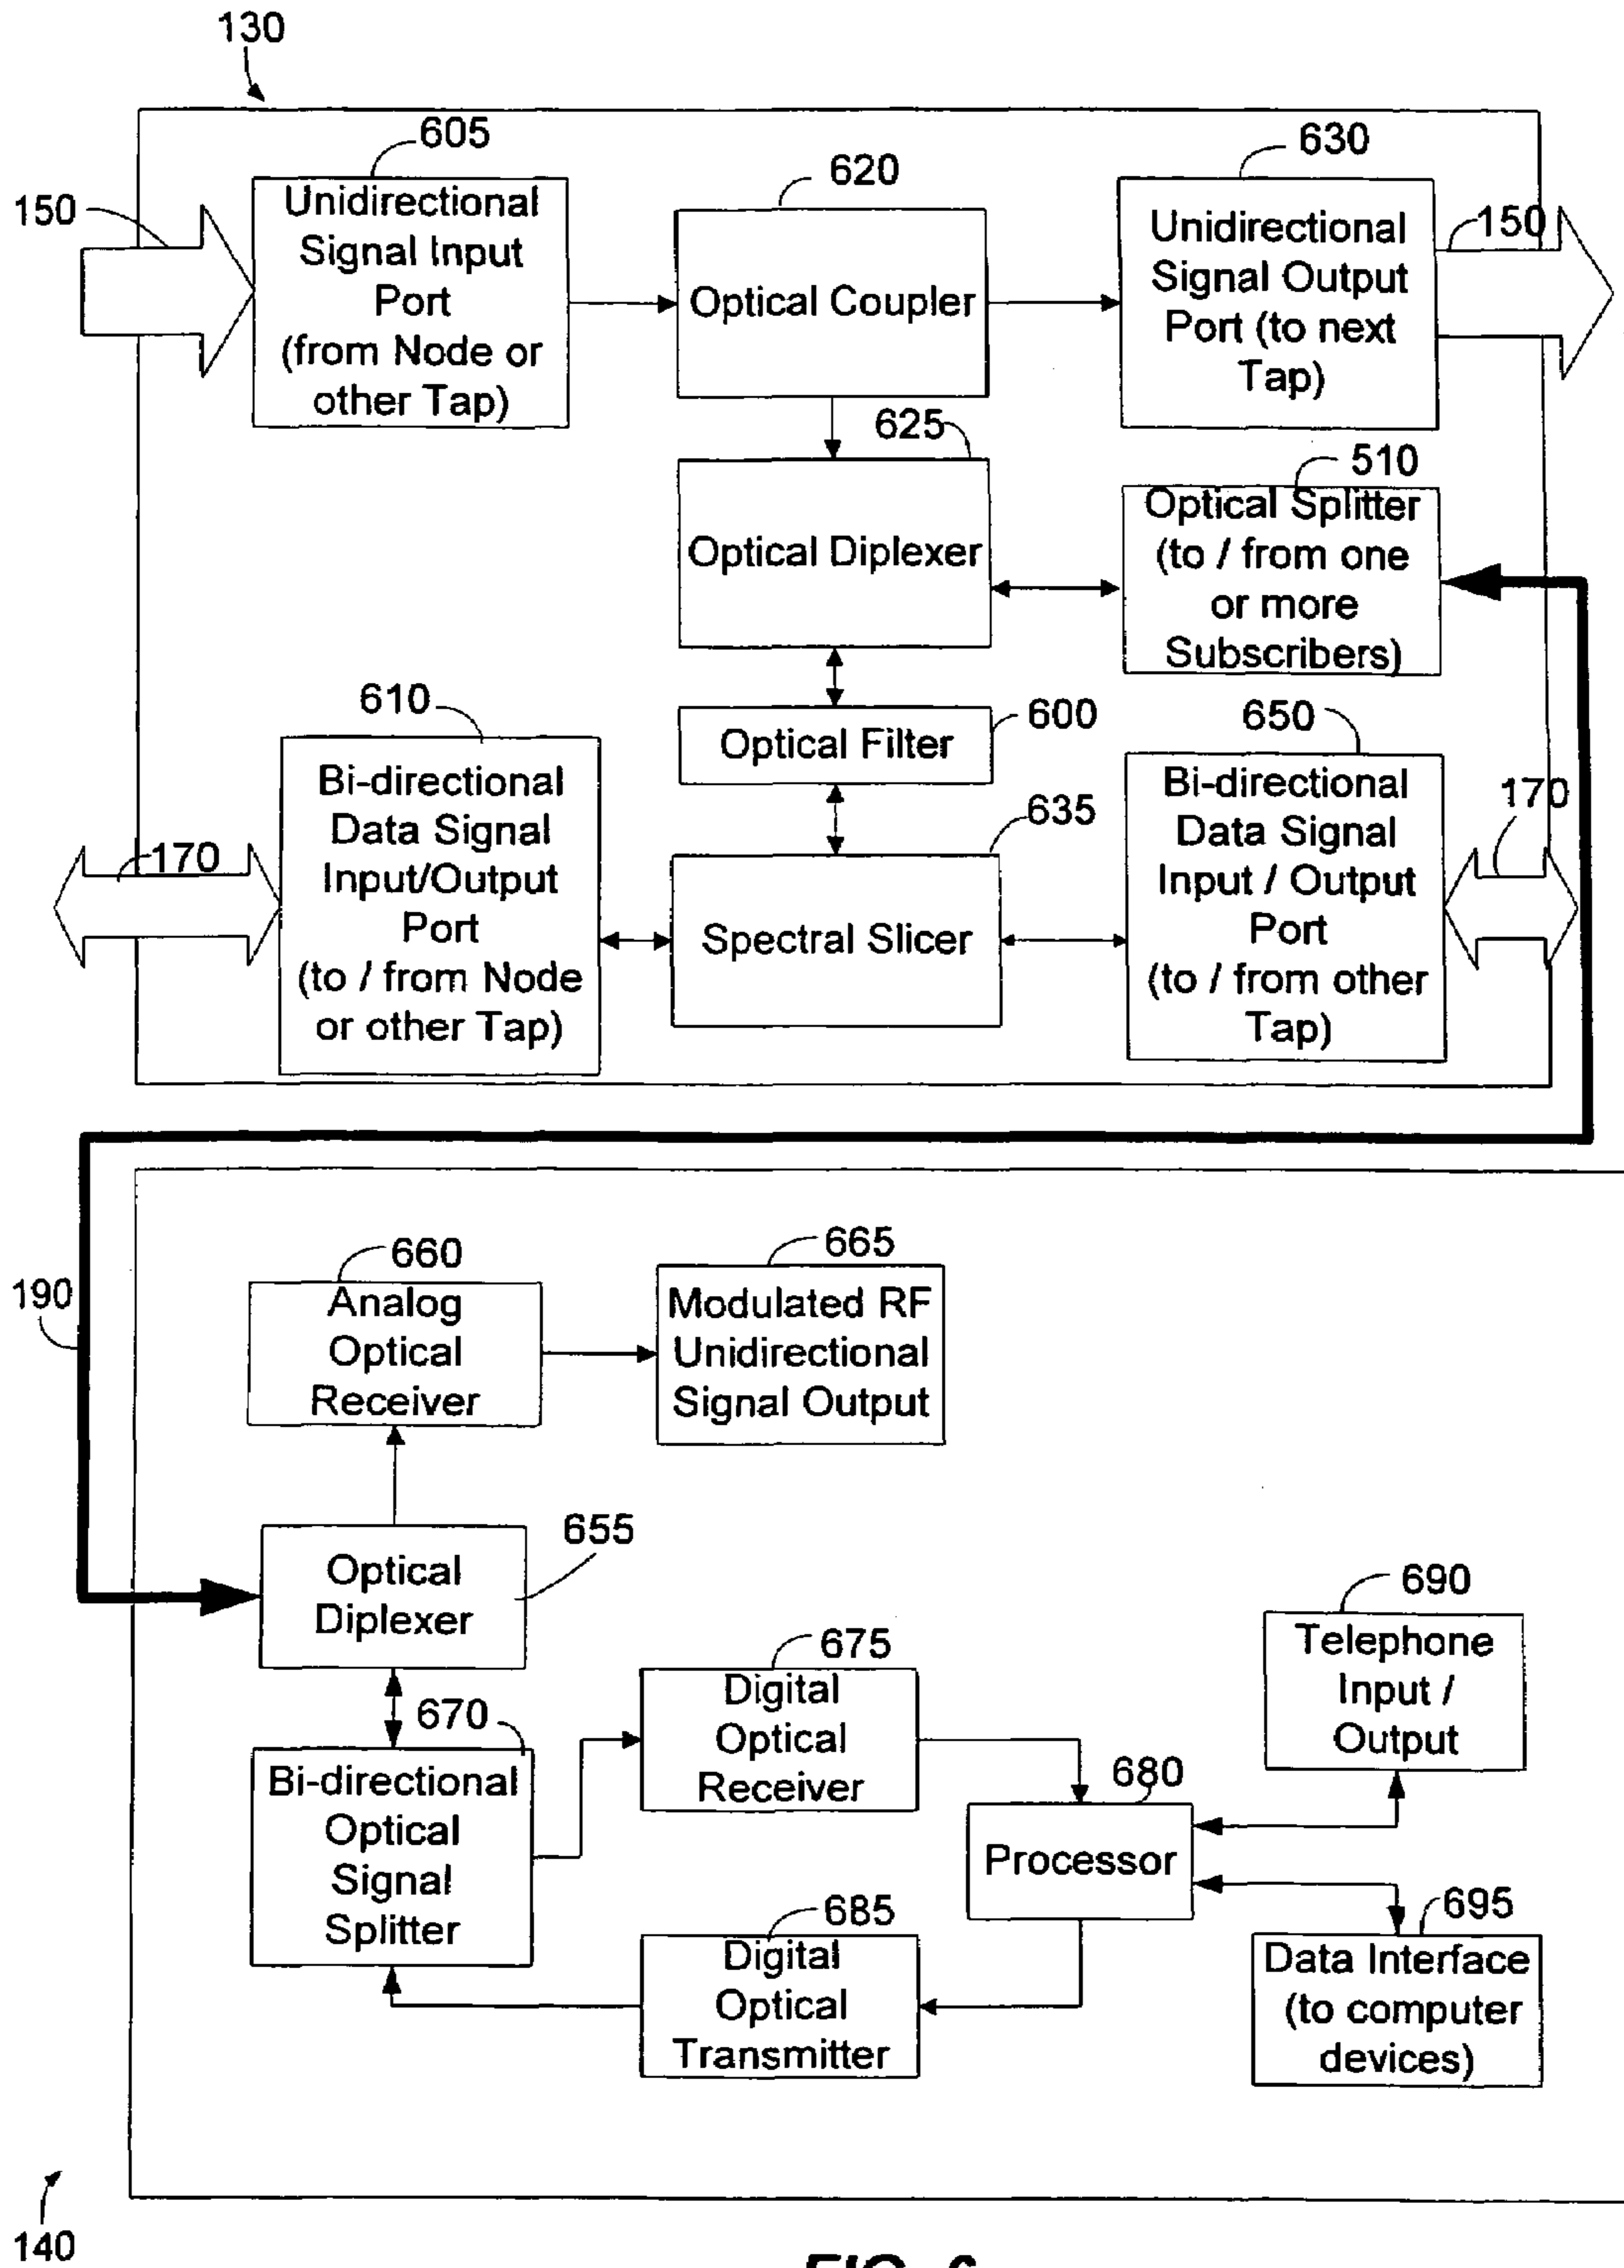 130
605
Unidirectional
Signal Input
Port
(from Node or
other Tap)
150
620
Optical Coupler
630
Unidirectional
Signal Output
Port (to next
Tap)
150
625
Optical Diplexer
510
Optical Splitter
(to / from one
or more
Subscribers)
600
Optical Filter
610
Bi-directional
Data Signal
Input/Output
Port
(to / from Node
or other Tap)
170
635
Spectral Slicer
650
Bi-directional
Data Signal
Input / Output
Port
(to / from other
Tap)
170
190
660
Analog
Optical
Receiver
665
Modulated RF
Unidirectional
Signal Output
655
Optical
Diplexer
670
Bi-directional
Optical
Signal
Splitter
675
Digital
Optical
Receiver
680
Processor
685
Digital
Optical
Transmitter
690
Telephone
Input /
Output
695
Data Interface
(to computer
devices)
140
FIG. 6